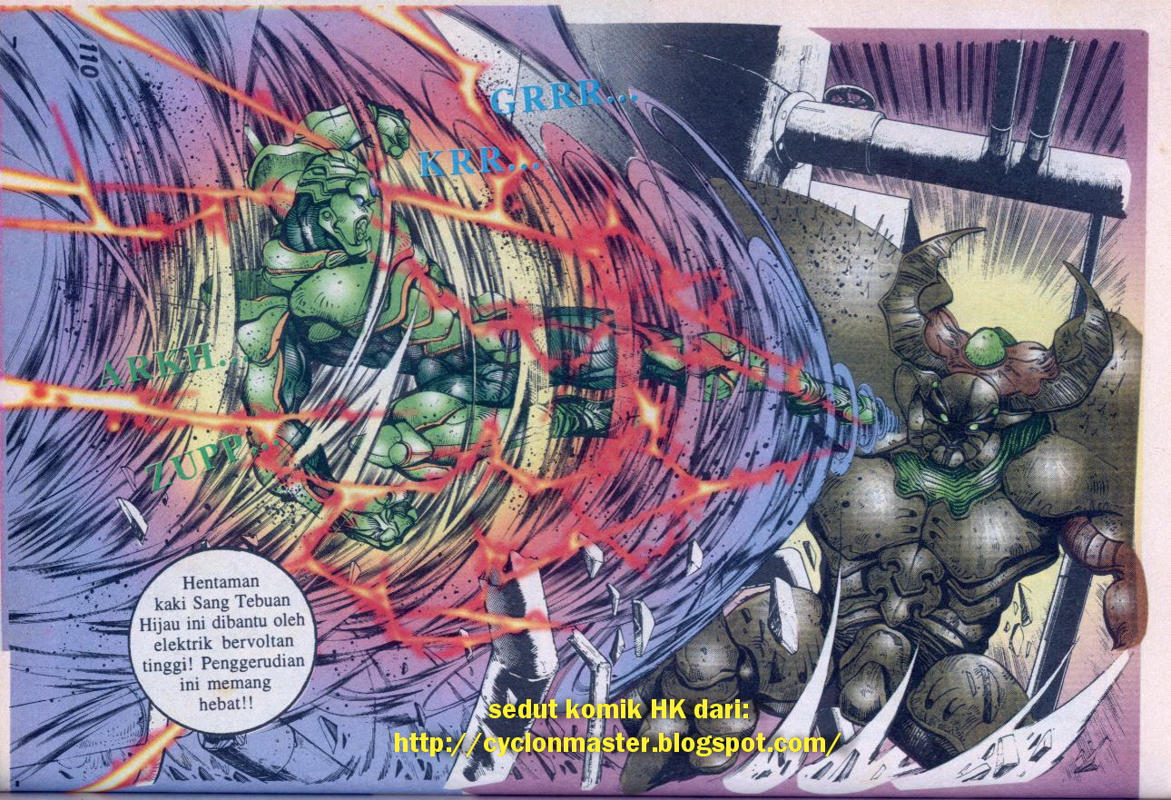 110
GRRR...
KRR...
ARKH...
ZUPP...
Hentaman
kaki Sang Tebuan
Hijau ini dibantu oleh
elektrik bervoltan
tinggi! Penggerudian
ini memang
hebat!!
sedut komik HK dari:
http://cyclonmaster.blogspot.com/